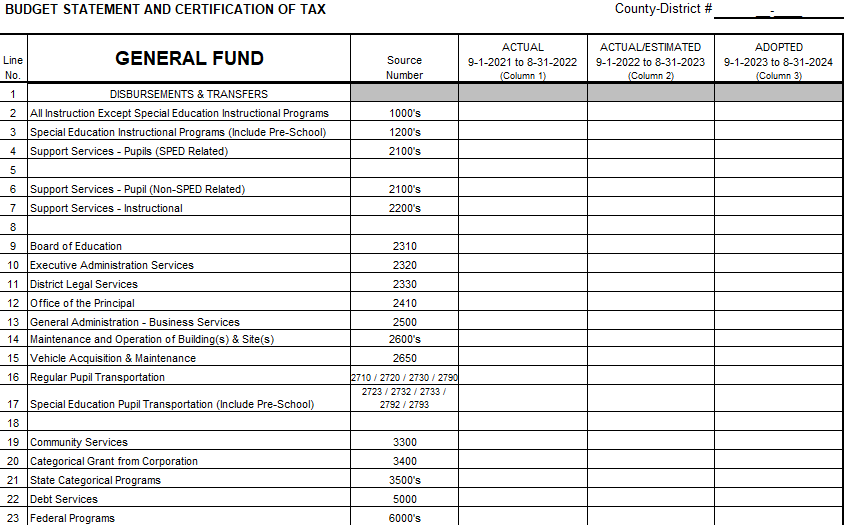 BUDGET STATEMENT AND CERTIFICATION OF TAX County-District # __-____
Line No. GENERAL FUND Source Number ACTUAL 9-1-2021 to 8-31-2022 (Column 1) ACTUAL/ESTIMATED 9-1-2022 to 8-31-2023 (Column 2) ADOPTED 9-1-2023 to 8-31-2024 (Column 3)
1 DISBURSEMENTS & TRANSFERS
2 All Instruction Except Special Education Instructional Programs 1000's
3 Special Education Instructional Programs (Include Pre-School) 1200's
4 Support Services - Pupils (SPED Related) 2100's
5
6 Support Services - Pupil (Non-SPED Related) 2100's
7 Support Services - Instructional 2200's
8
9 Board of Education 2310
10 Executive Administration Services 2320
11 District Legal Services 2330
12 Office of the Principal 2410
13 General Administration - Business Services 2500
14 Maintenance and Operation of Building(s) & Site(s) 2600's
15 Vehicle Acquisition & Maintenance 2650
16 Regular Pupil Transportation 2710 / 2720 / 2730 / 2790
17 Special Education Pupil Transportation (Include Pre-School) 2723 / 2732 / 2733 / 2792 / 2793
18
19 Community Services 3300
20 Categorical Grant from Corporation 3400
21 State Categorical Programs 3500's
22 Debt Services 5000
23 Federal Programs 6000's